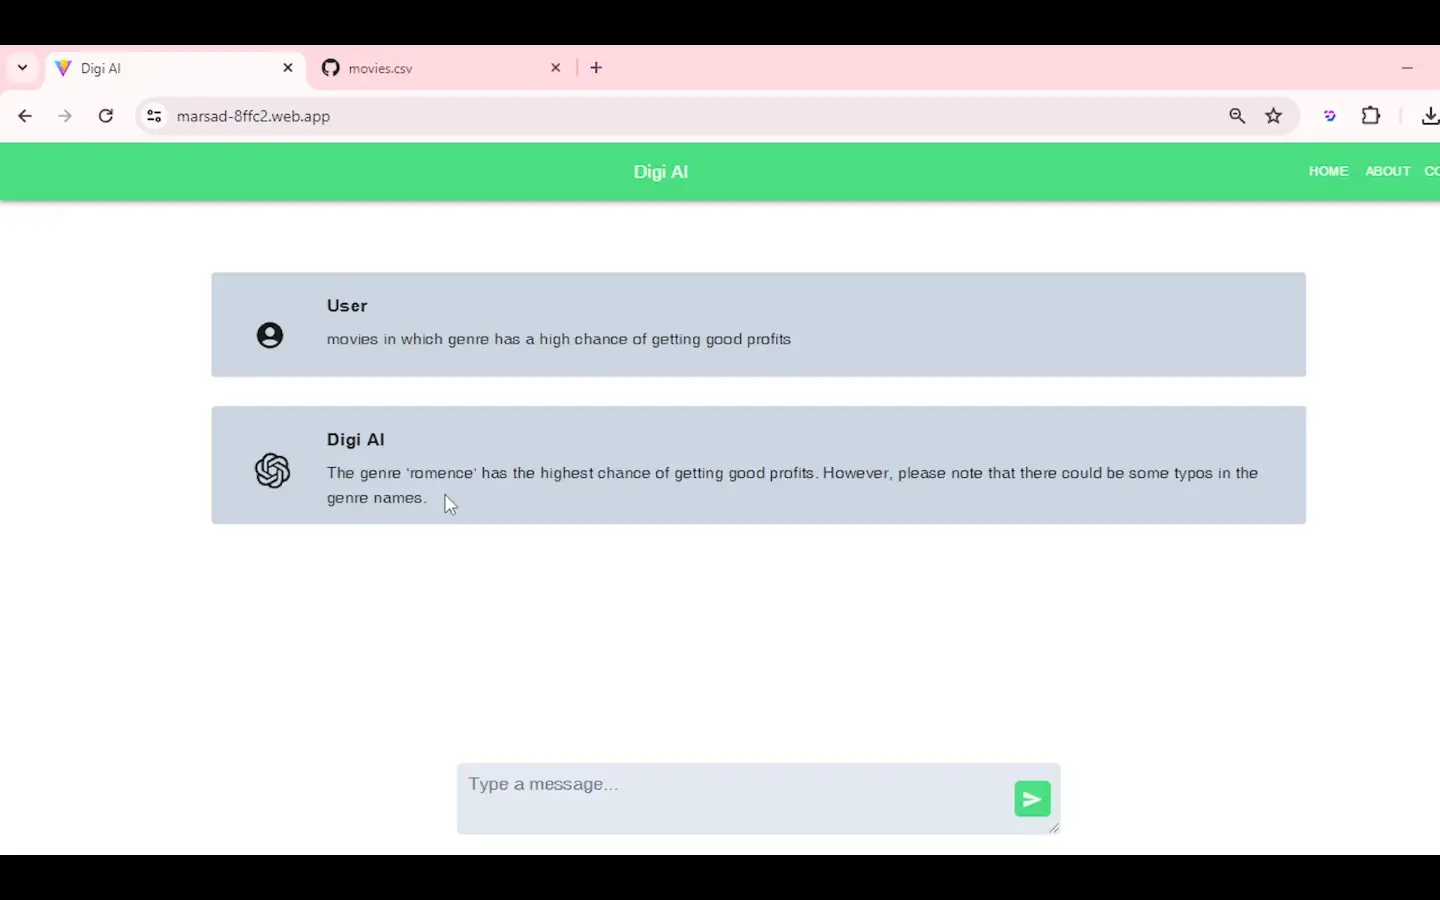 Digi AI
movies.csv
marsad-8ffc2.web.app
Digi AI
HOME ABOUT
User
movies in which genre has a high chance of getting good profits
Digi AI
The genre 'romence' has the highest chance of getting good profits. However, please note that there could be some typos in the
genre names.
Type a message...